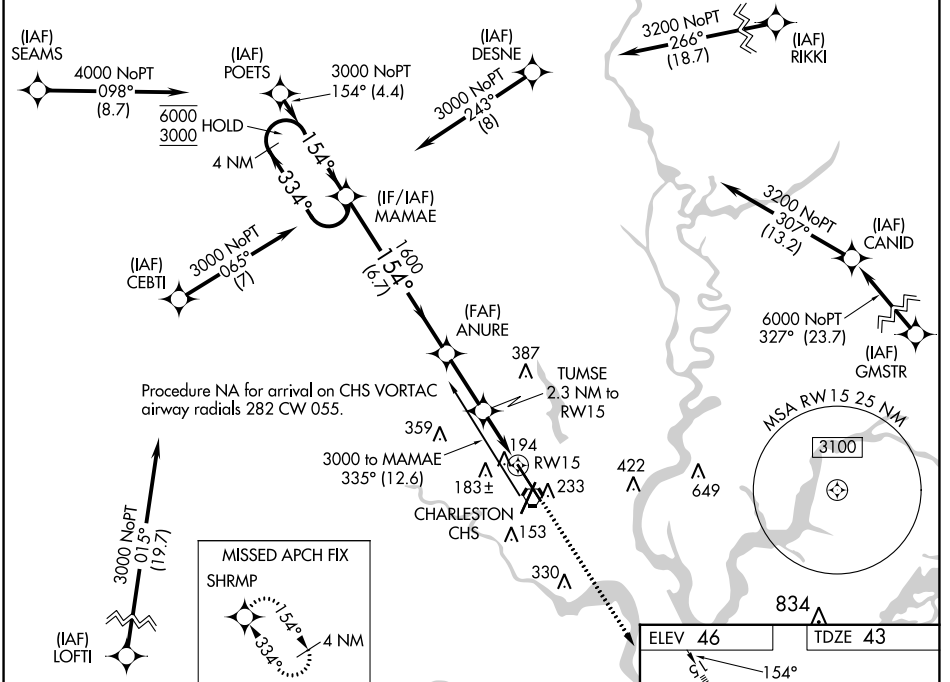 (IAF)
SEAMS
4000 NoPT
098°
(8.7)
(IAF)
POETS
3000 NoPT
154° (4.4)
6000
3000
HOLD
4 NM
154°
334°
(IF/IAF)
MAMAE
(IAF)
DESNE
3000 NoPT
243°
(8)
3200 NoPT
266°
(18.7)
(IAF)
RIKKI
3200 NoPT
307°
(13.2)
(IAF)
CANID
6000 NoPT
327° (23.7)
(IAF)
GMSTR
(IAF)
CEBTI
3000 NoPT
065°
(7)
1600
154°
(6.7)
(FAF)
ANURE
387
TUMSE
2.3 NM to
RW15
Procedure NA for arrival on CHS VORTAC
airway radials 282 CW 055.
359
3000 to MAMAE
335° (12.6)
194
RW15
183±
233
CHARLESTON
CHS
153
422
649
330
834
MSA RW 15 25 NM
3100
3000 NoPT
015°
(19.7)
(IAF)
LOFTI
MISSED APCH FIX
SHRMP
154°
334°
4 NM
ELEV 46
TDZE 43
154°